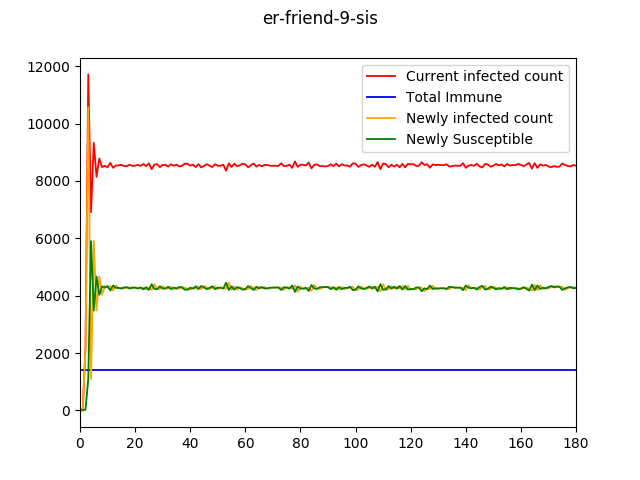 er-friend-9-sis
12000
10000
8000
6000
4000
2000
0
Current infected count
Total Immune
Newly infected count
Newly Susceptible
0 20 40 60 80 100 120 140 160 180